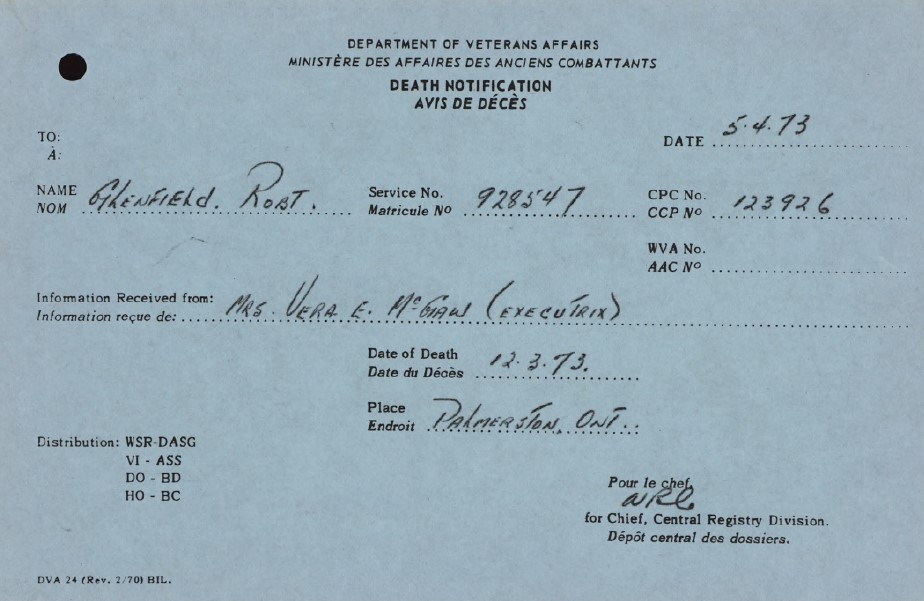 DEPARTMENT OF VETERANS AFFAIRS
MINISTÈRE DES AFFAIRES DES ANCIENS COMBATTANTS
DEATH NOTIFICATION
AVIS DE DÉCÈS
TO:
À:
DATE 5.4.73
NAME Glenfield. Robt.
NOM
Service No. 928547
Matricule No
CPC No. 123926
CCP No
WVA No.
AAC No
Information Received from: Mrs. Vera E. McGaw (Executrix)
Information reçue de:
Date of Death 12.3.73.
Date du Décès
Place Palmerston, Ont.
Endroit
Distribution: WSR-DASG
VI - ASS
DO - BD
HO - BC
Pour le chef,
for Chief, Central Registry Division.
Dépôt central des dossiers.
DVA 24 (Rev. 2/70) BIL.